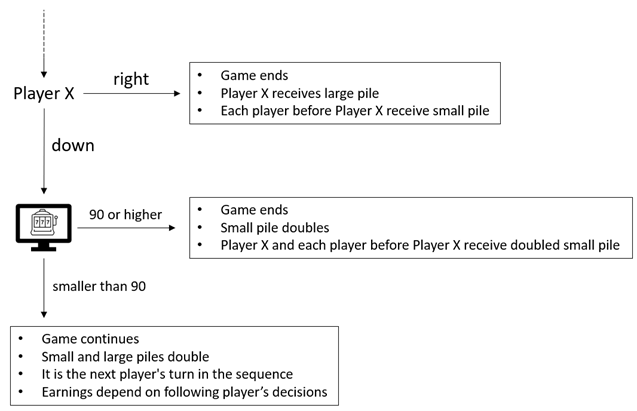 Player X
right
• Game ends
• Player X receives large pile
• Each player before Player X receive small pile
down
777
90 or higher
• Game ends
• Small pile doubles
• Player X and each player before Player X receive doubled small pile
smaller than 90
• Game continues
• Small and large piles double
• It is the next player's turn in the sequence
• Earnings depend on following player’s decisions